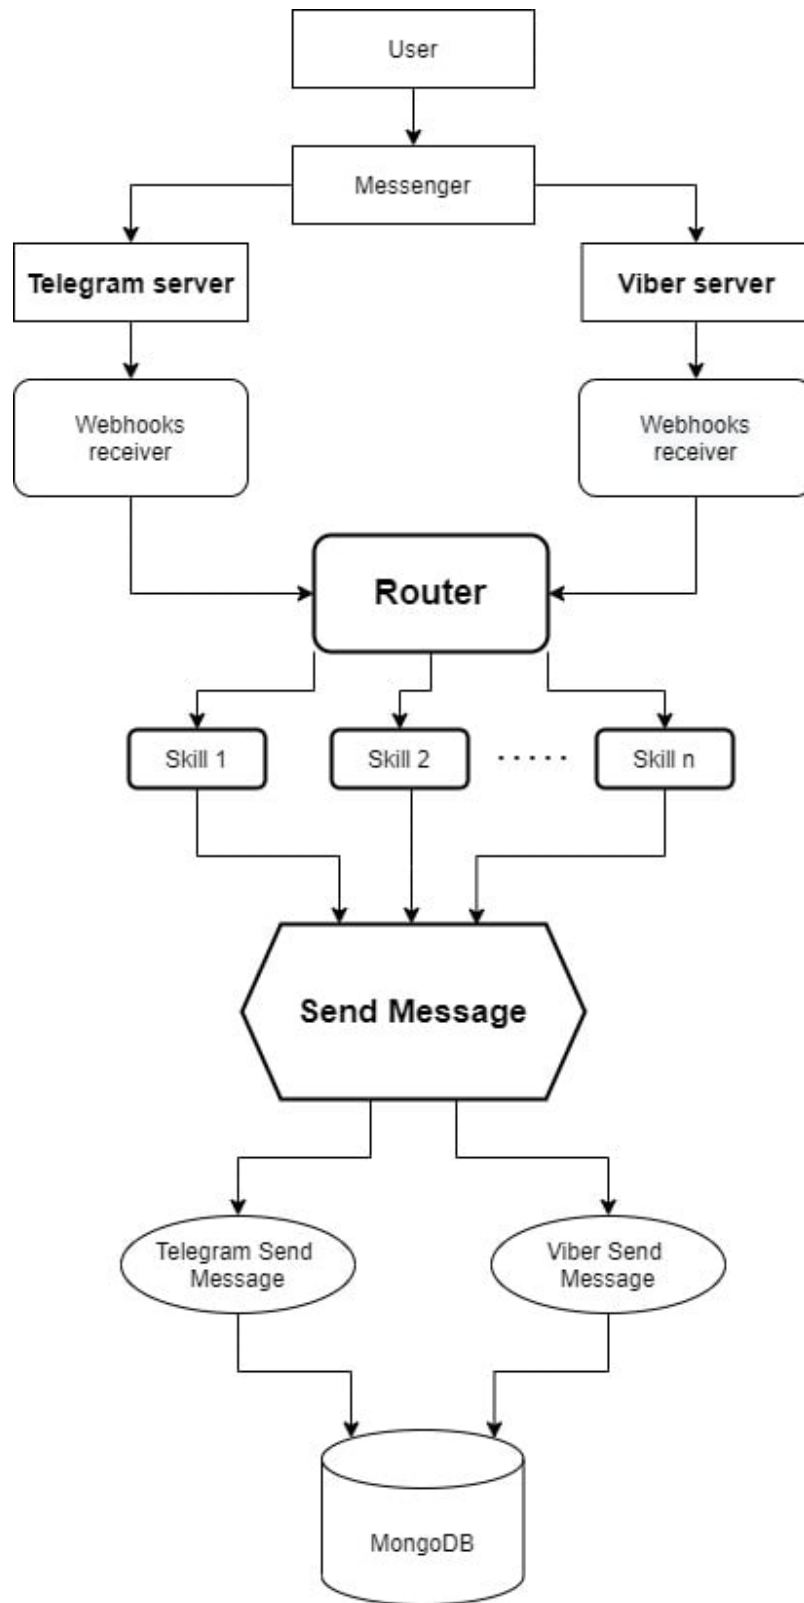 User
Messenger
Telegram server
Viber server
Webhooks
receiver
Webhooks
receiver
Router
Skill 1
Skill 2
.....
Skill n
Send Message
Telegram Send
Message
Viber Send
Message
MongoDB